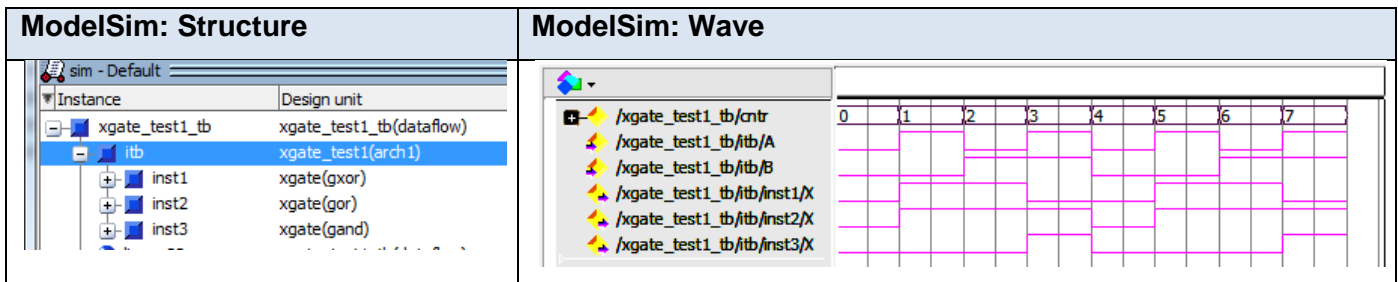 ModelSim: Structure
ModelSim: Wave
sim - Default
Instance Design unit
xgate_test1_tb xgate_test1_tb(dataflow)
itb xgate_test1(arch1)
inst1 xgate(gxor)
inst2 xgate(gor)
inst3 xgate(gand)
/xgate_test1_tb/cntr 0 1 2 3 4 5 6 7
/xgate_test1_tb/itb/A
/xgate_test1_tb/itb/B
/xgate_test1_tb/itb/inst1/X
/xgate_test1_tb/itb/inst2/X
/xgate_test1_tb/itb/inst3/X